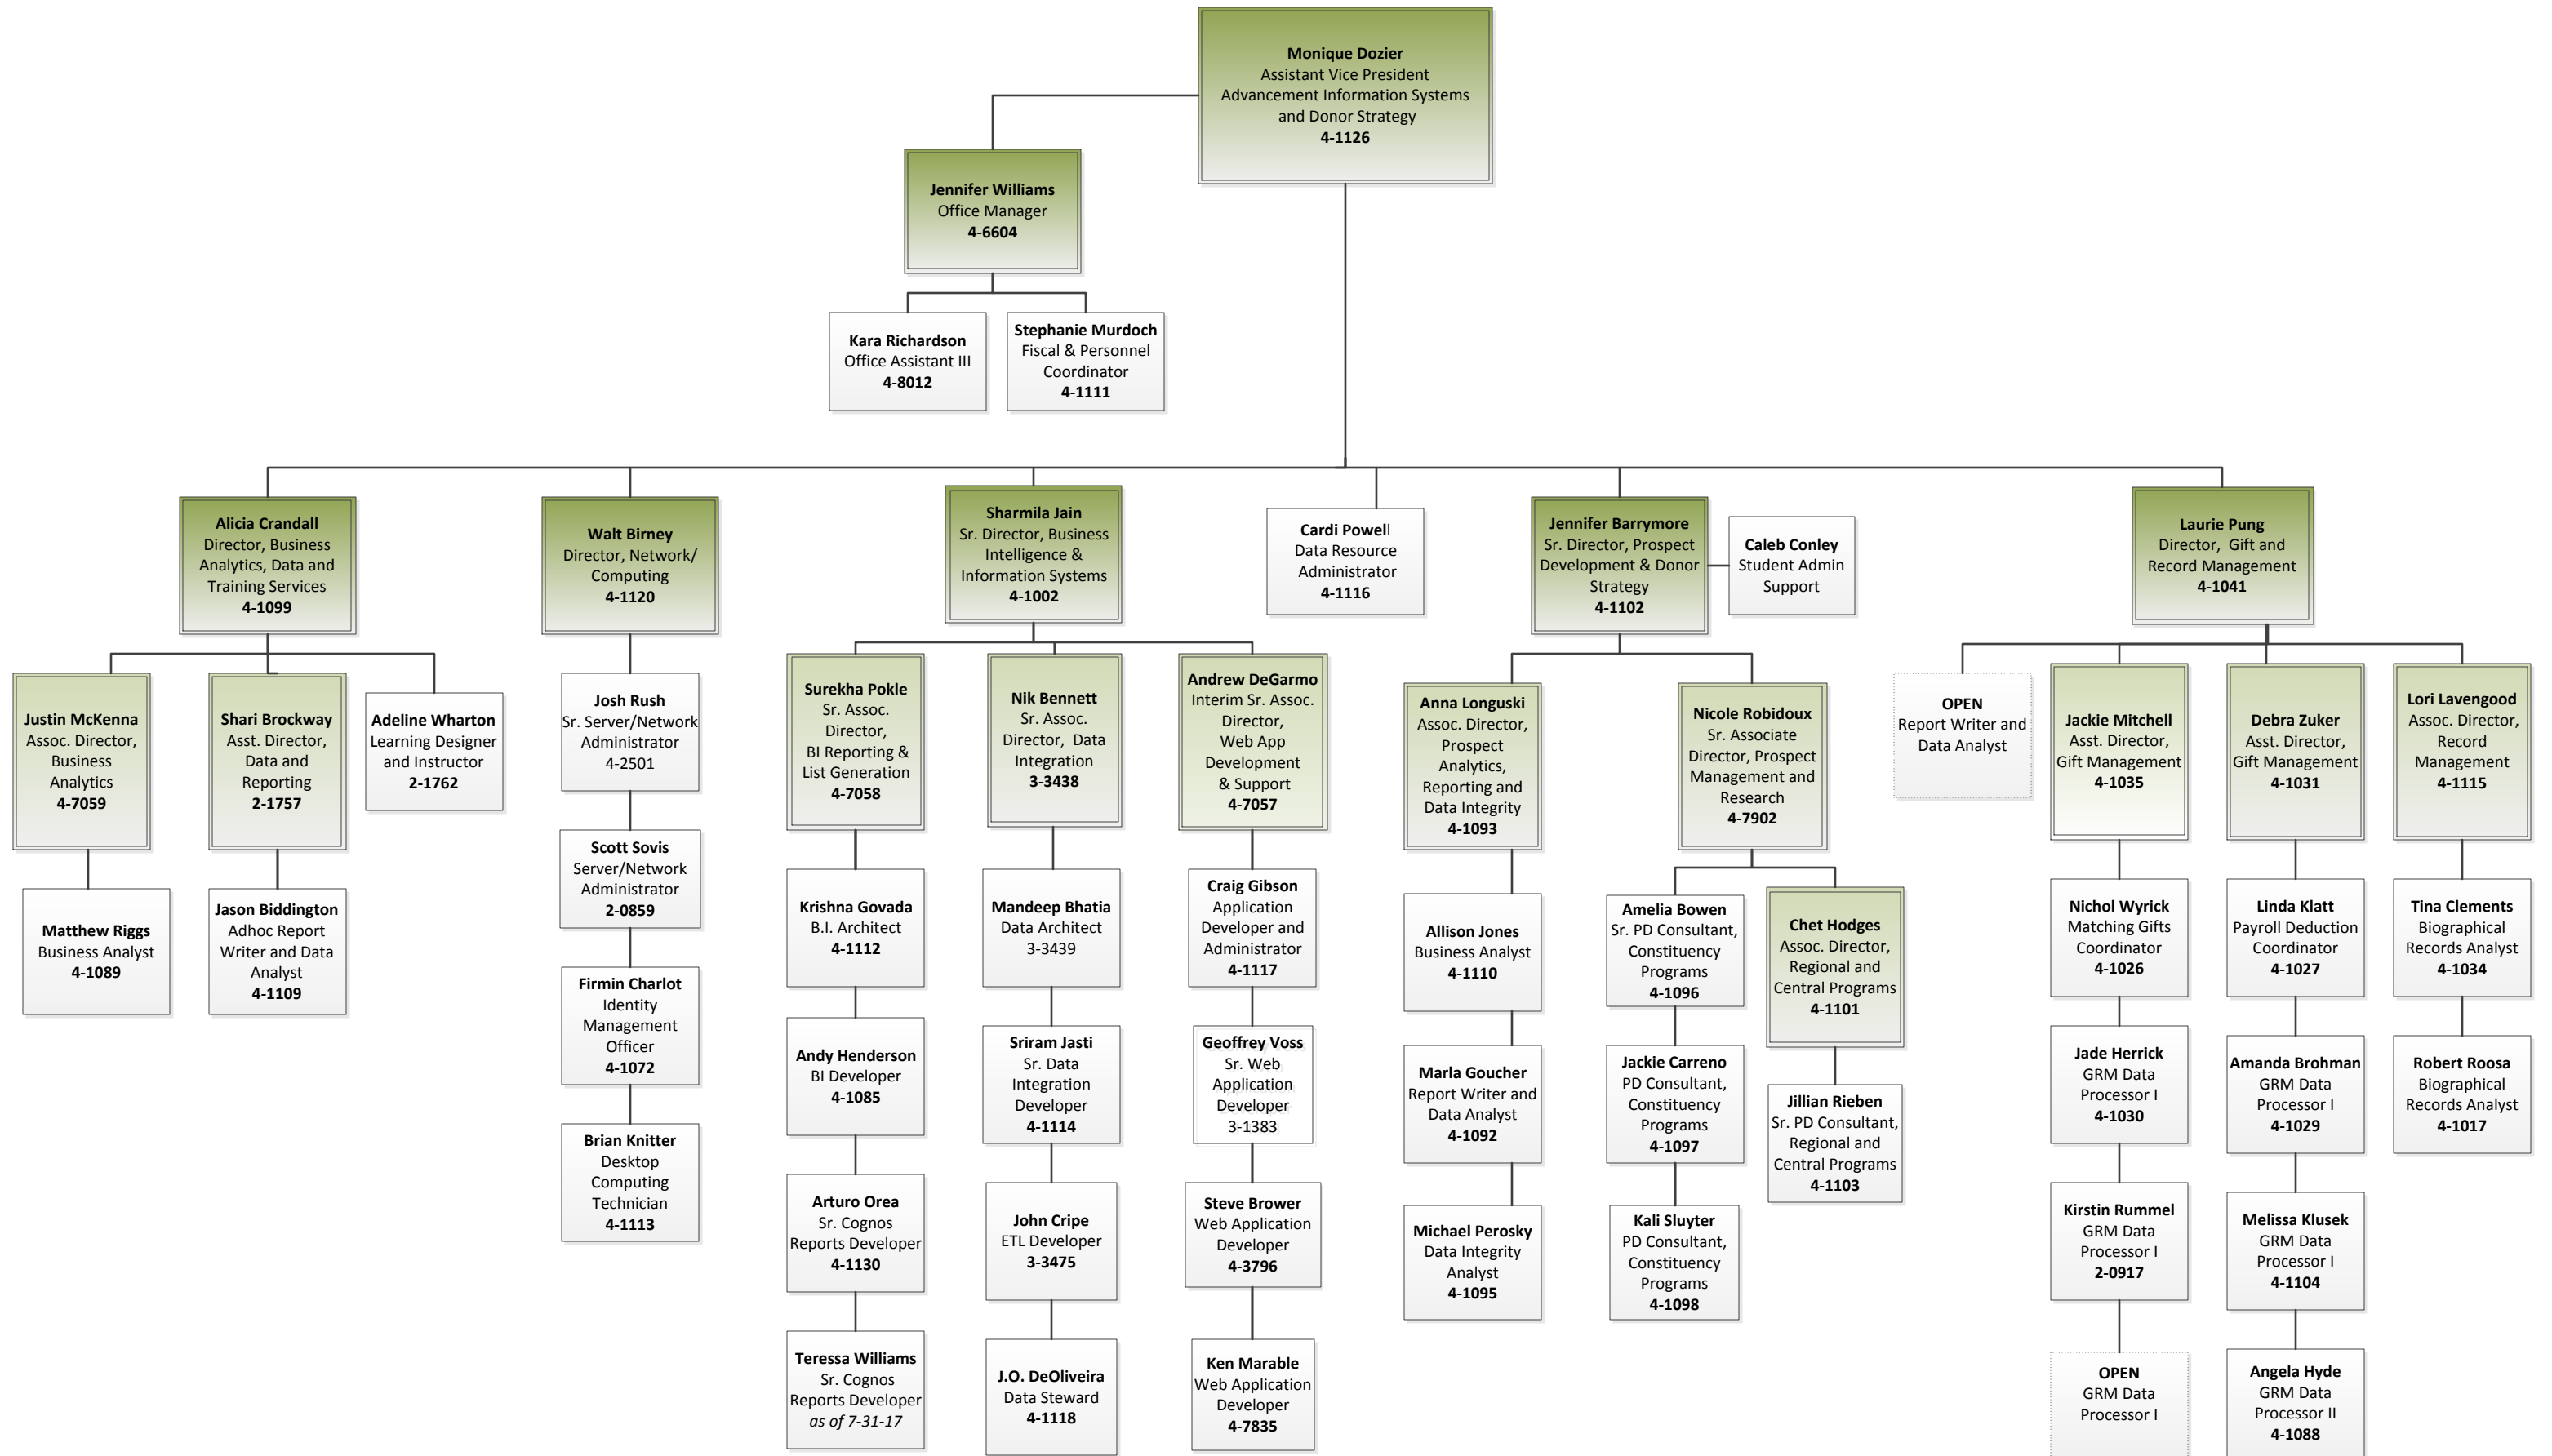 Monique Dozier
Assistant Vice President
Advancement Information Systems
and Donor Strategy
4-1126
Jennifer Williams
Office Manager
4-6604
Kara Richardson
Office Assistant III
4-8012
Stephanie Murdoch
Fiscal & Personnel
Coordinator
4-1111
Alicia Crandall
Director, Business
Analytics, Data and
Training Services
4-1099
Walt Birney
Director, Network/
Computing
4-1120
Sharmila Jain
Sr. Director, Business
Intelligence &
Information Systems
4-1002
Cardi Powell
Data Resource
Administrator
4-1116
Jennifer Barrymore
Sr. Director, Prospect
Development & Donor
Strategy
4-1102
Caleb Conley
Student Admin
Support
Laurie Pung
Director, Gift and
Record Management
4-1041
Justin McKenna
Assoc. Director,
Business
Analytics
4-7059
Shari Brockway
Asst. Director,
Data and
Reporting
2-1757
Adeline Wharton
Learning Designer
and Instructor
2-1762
Matthew Riggs
Business Analyst
4-1089
Jason Biddington
Adhoc Report
Writer and Data
Analyst
4-1109
Josh Rush
Sr. Server/Network
Administrator
4-2501
Scott Sovis
Server/Network
Administrator
2-0859
Firmin Charlot
Identity
Management
Officer
4-1072
Brian Knitter
Desktop
Computing
Technician
4-1113
Surekha Pokle
Sr. Assoc.
Director,
BI Reporting &
List Generation
4-7058
Krishna Govada
B.I. Architect
4-1112
Andy Henderson
BI Developer
4-1085
Arturo Orea
Sr. Cognos
Reports Developer
4-1130
Teressa Williams
Sr. Cognos
Reports Developer
as of 7-31-17
Nik Bennett
Sr. Assoc.
Director, Data
Integration
3-3438
Mandeep Bhatia
Data Architect
3-3439
Sriram Jasti
Sr. Data
Integration
Developer
4-1114
John Cripe
ETL Developer
3-3475
J.O. DeOliveira
Data Steward
4-1118
Andrew DeGarmo
Interim Sr. Assoc.
Director,
Web App
Development
& Support
4-7057
Craig Gibson
Application
Developer and
Administrator
4-1117
Geoffrey Voss
Sr. Web
Application
Developer
3-1383
Steve Brower
Web Application
Developer
4-3796
Ken Marable
Web Application
Developer
4-7835
Anna Longuski
Assoc. Director,
Prospect
Analytics,
Reporting and
Data Integrity
4-1093
Allison Jones
Business Analyst
4-1110
Marla Goucher
Report Writer and
Data Analyst
4-1092
Michael Perosky
Data Integrity
Analyst
4-1095
Nicole Robidoux
Sr. Associate
Director, Prospect
Management and
Research
4-7902
Amelia Bowen
Sr. PD Consultant,
Constituency
Programs
4-1096
Jackie Carreno
PD Consultant,
Constituency
Programs
4-1097
Kali Sluyter
PD Consultant,
Constituency
Programs
4-1098
Chet Hodges
Assoc. Director,
Regional and
Central Programs
4-1101
Jillian Rieben
Sr. PD Consultant,
Regional and
Central Programs
4-1103
OPEN
Report Writer and
Data Analyst
Jackie Mitchell
Asst. Director,
Gift Management
4-1035
Nichol Wyrick
Matching Gifts
Coordinator
4-1026
Jade Herrick
GRM Data
Processor I
4-1030
Kirstin Rummel
GRM Data
Processor I
2-0917
OPEN
GRM Data
Processor I
Debra Zuker
Asst. Director,
Gift Management
4-1031
Linda Klatt
Payroll Deduction
Coordinator
4-1027
Amanda Brohman
GRM Data
Processor I
4-1029
Melissa Klusek
GRM Data
Processor I
4-1104
Angela Hyde
GRM Data
Processor II
4-1088
Lori Lavengood
Assoc. Director,
Record
Management
4-1115
Tina Clements
Biographical
Records Analyst
4-1034
Robert Roosa
Biographical
Records Analyst
4-1017